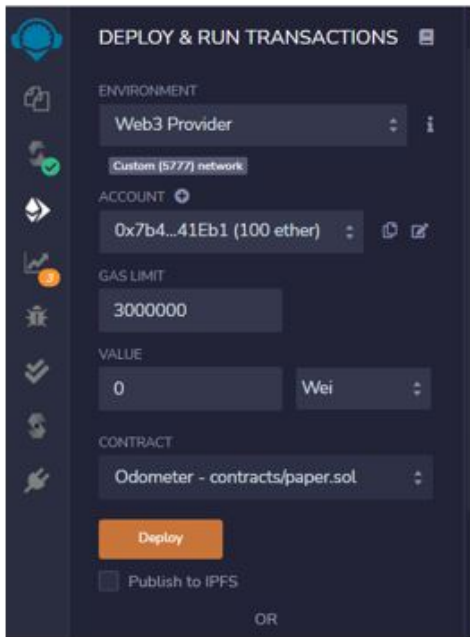 DEPLOY & RUN TRANSACTIONS
ENVIRONMENT
Web3 Provider
i
Custom (5777) network
ACCOUNT
0x7b4...41Eb1 (100 ether)
GAS LIMIT
3000000
3
VALUE
0 Wei
CONTRACT
Odometer - contracts/paper.sol
Deploy
Publish to IPFS
OR